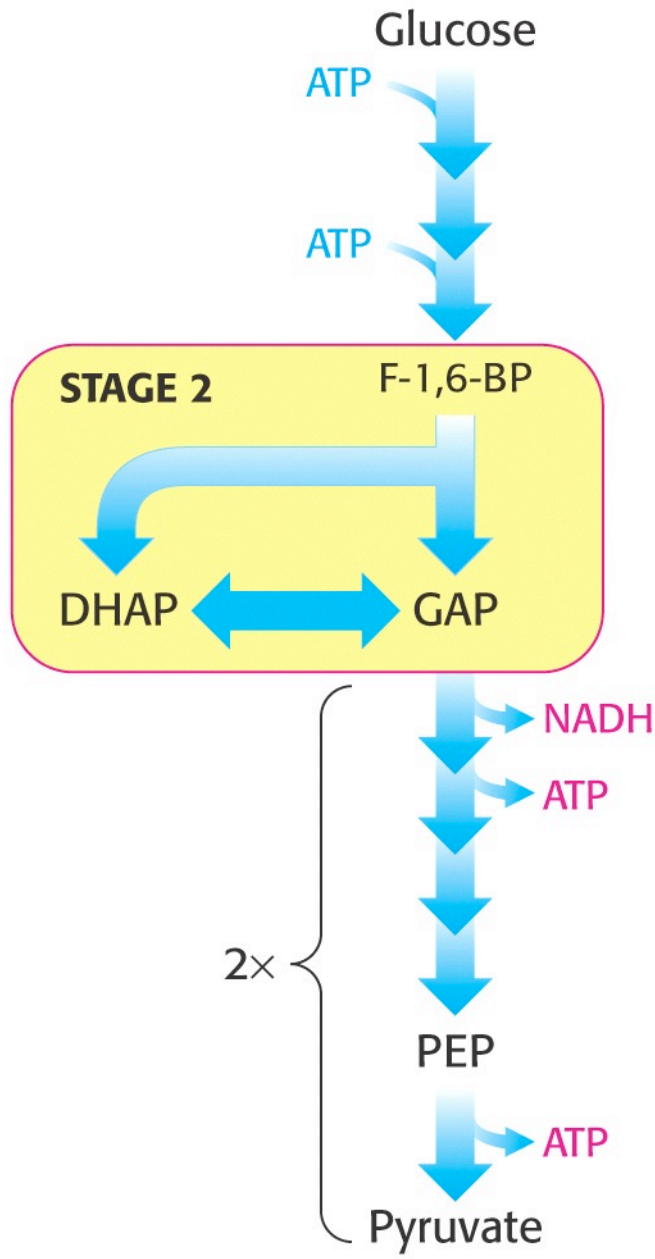 Glucose
ATP
ATP
STAGE 2
F-1,6-BP
DHAP
GAP
NADH
ATP
2×
PEP
ATP
Pyruvate